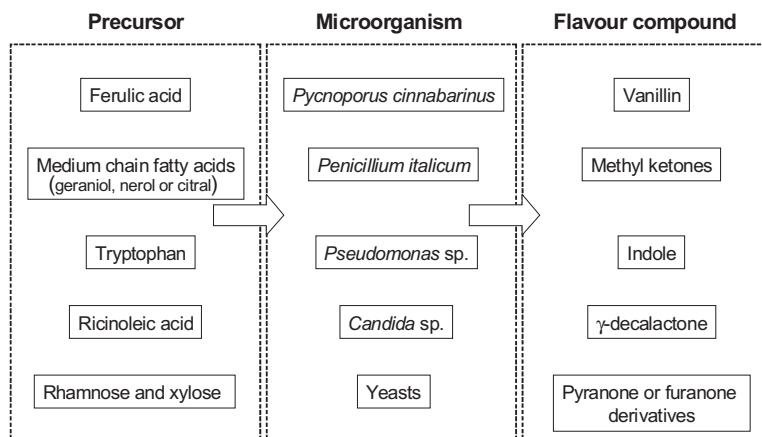 Precursor
Microorganism
Flavour compound
Ferulic acid
Pycnoporus cinnabarinus
Vanillin
Medium chain fatty acids
(geraniol, nerol or citral)
Penicillium italicum
Methyl ketones
Tryptophan
Pseudomonas sp.
Indole
Ricinoleic acid
Candida sp.
γ-decalactone
Rhamnose and xylose
Yeasts
Pyranone or furanone
derivatives